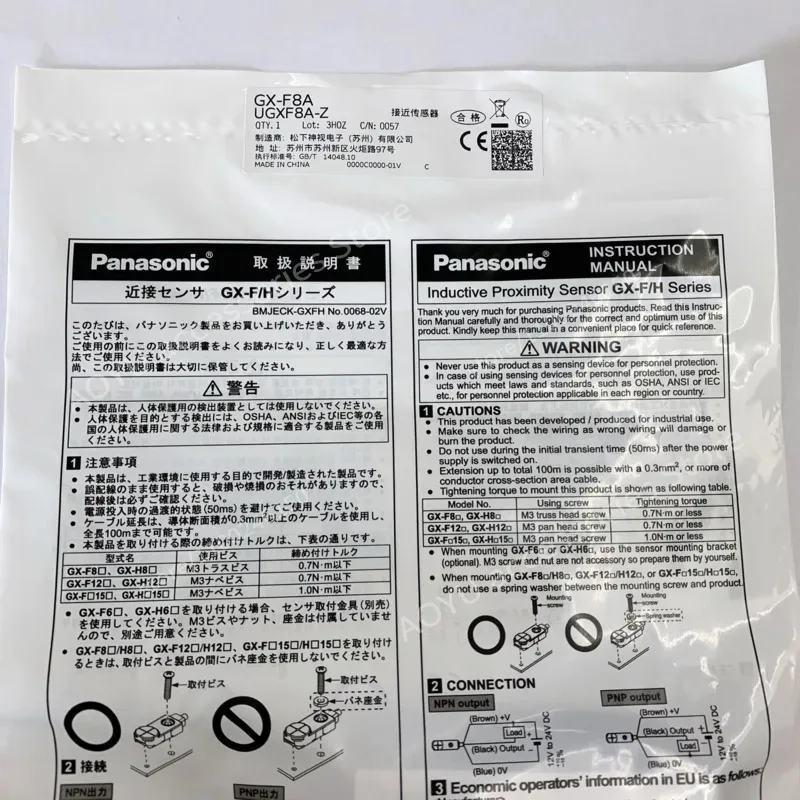 GX-F8A
UGXF8A-Z
接近传感器
合格
QTY.1 Lot: 3H0Z C/N:0057
制造商: 松下神视电子(苏州)有限公司
地 址: 苏州市苏州新区火炬路97号
执行标准号: GB/T 14048.10
MADE IN CHINA 0000C0000-01V C
CE
Panasonic® 取扱説明書
近接センサ GX-F/Hシリーズ
BMJECK-GXFH No.0068-02V
このたびは、パナソニック製品をお買い上げいただき、ありがとう
ございます。
ご使用の前にこの取扱説明書をよくお読みになり、正しく最適な方
法でご使用ください。
尚、この取扱説明書は大切に保管してください。
警告
● 本製品は、人体保護用の検出装置としては使用しないでください。
● 人体保護を目的とする検出には、OSHA、ANSIおよびIEC等の各
国の人体保護用に関する法律および規格に適合する製品をご使用
ください。
1 注意事項
● 本製品は、工業環境に使用する目的で開発/製造された製品です。
● 誤配線のまま使用すると、破損や焼損のおそれがありますので、
配線後は必ずご確認ください。
● 電源投入時の過渡的状態(50ms)を避けてご使用ください。
● ケーブル延長は、導体断面積が0.3mm²以上のケーブルを使用し、
全長100mまで可能です。
● 本製品を取り付ける際の締め付けトルクは、下表の通りです。
型式名 使用ビス 締め付けトルク
GX-F8□、GX-H8□ M3トラスビス 0.7N·m以下
GX-F12□、GX-H12□ M3ナベビス 0.7N·m以下
GX-F□15□、GX-H□15□ M3ナベビス 1.0N·m以下
● GX-F6□、GX-H6□を取り付ける場合、センサ取付金具(別売)
を使用してください。M3ビスやナット、座金は付属していませ
んので、別途ご用意ください。
● GX-F8□/H8□、GX-F12□/H12□、GX-F□15□/H□15□を取り付け
るときは、取付ビスと製品の間にバネ座金を使用しないでください。
取付ビス
取付ビス
バネ座金
2 接続
NPN出力 PNP出力
Panasonic® INSTRUCTION
MANUAL
Inductive Proximity Sensor GX-F/H Series
Thank you very much for purchasing Panasonic products. Read this Instruc-
tion Manual carefully and thoroughly for the correct and optimum use of this
product. Kindly keep this manual in a convenient place for quick reference.
WARNING
● Never use this product as a sensing device for personnel protection.
● In case of using sensing devices for personnel protection, use prod-
ucts which meet laws and standards, such as OSHA, ANSI or IEC
etc., for personnel protection applicable in each region or country.
1 CAUTIONS
● This product has been developed / produced for industrial use.
● Make sure to check the wiring as wrong wiring will damage or
burn the product.
● Do not use during the initial transient time (50ms) after the power
supply is switched on.
● Extension up to total 100m is possible with a 0.3mm², or more of
conductor cross-section area cable.
● Tightening torque to mount this product is shown as following table.
Model No. Using screw Tightening torque
GX-F8□, GX-H8□ M3 truss head screw 0.7N·m or less
GX-F12□, GX-H12□ M3 pan head screw 0.7N·m or less
GX-F□15□, GX-H□15□ M3 pan head screw 1.0N·m or less
● When mounting GX-F6□ or GX-H6□, use the sensor mounting bracket
(optional). M3 screw and nut are not accessory so prepare them by yourself.
● When mounting GX-F8□/H8□, GX-F12□/H12□, or GX-F□15□/H□15□,
do not use a spring washer between the mounting screw and product.
Mounting
screw
Mounting
screw
Spring washer
2 CONNECTION
NPN output PNP output
(Brown) +V
Load
(Black) Output
(Blue) 0V
12V to 24V DC
+10 -15 %
(Brown) +V
(Black) Output
Load
(Blue) 0V
12V to 24V DC
+10 -15 %
3 Economic operators' information in EU is as follows.